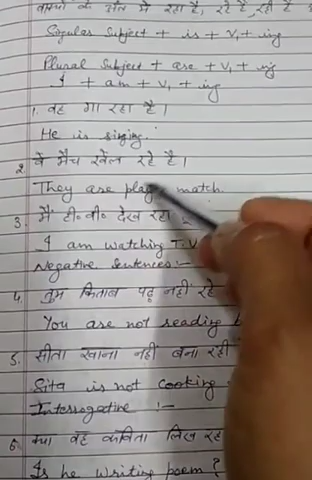 वाक्यों के अंत में रहा है, रहे है, रही है
Singular Subject + is + V₁ + ing
Plural Subject + are + V₁ + ing
I + am + V₁ + ing
1. वह गा रहा है।
He is singing.
2. वे मैच खेल रहे है।
They are match.
3. मैं टी॰ वी॰ देख रहा
I am watching T.V
Negative Sentences:-
4. तुम किताब पढ़ नहीं रहे
You are not reading
5. सीता खाना नहीं बना रही
Sita is not cooking
Interrogative :-
6. क्या वह कविता लिख रहा
Is he writing poem?